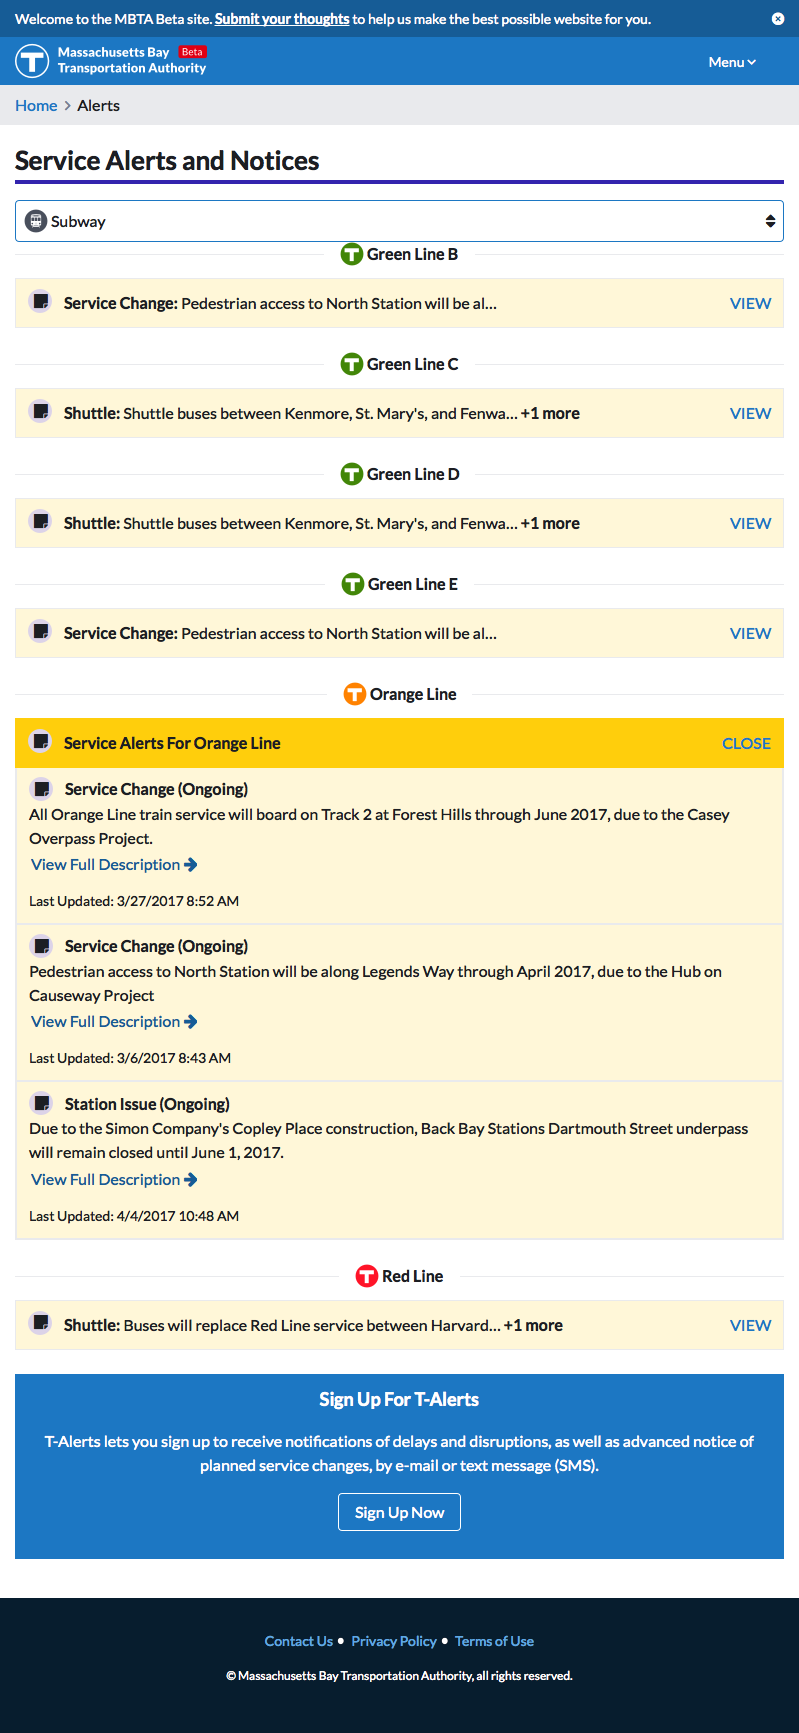 Welcome to the MBTA Beta site. Submit your thoughts to help us make the best possible website for you.
Massachusetts Bay Beta
Transportation Authority
Menu
Home > Alerts
Service Alerts and Notices
Subway
T Green Line B
Service Change: Pedestrian access to North Station will be al... VIEW
T Green Line C
Shuttle: Shuttle buses between Kenmore, St. Mary's, and Fenwa... +1 more VIEW
T Green Line D
Shuttle: Shuttle buses between Kenmore, St. Mary's, and Fenwa... +1 more VIEW
T Green Line E
Service Change: Pedestrian access to North Station will be al... VIEW
T Orange Line
Service Alerts For Orange Line CLOSE
Service Change (Ongoing)
All Orange Line train service will board on Track 2 at Forest Hills through June 2017, due to the Casey
Overpass Project.
View Full Description
Last Updated: 3/27/2017 8:52 AM
Service Change (Ongoing)
Pedestrian access to North Station will be along Legends Way through April 2017, due to the Hub on
Causeway Project
View Full Description
Last Updated: 3/6/2017 8:43 AM
Station Issue (Ongoing)
Due to the Simon Company's Copley Place construction, Back Bay Stations Dartmouth Street underpass
will remain closed until June 1, 2017.
View Full Description
Last Updated: 4/4/2017 10:48 AM
T Red Line
Shuttle: Buses will replace Red Line service between Harvard... +1 more VIEW
Sign Up For T-Alerts
T-Alerts lets you sign up to receive notifications of delays and disruptions, as well as advanced notice of
planned service changes, by e-mail or text message (SMS).
Sign Up Now
Contact Us • Privacy Policy • Terms of Use
© Massachusetts Bay Transportation Authority, all rights reserved.